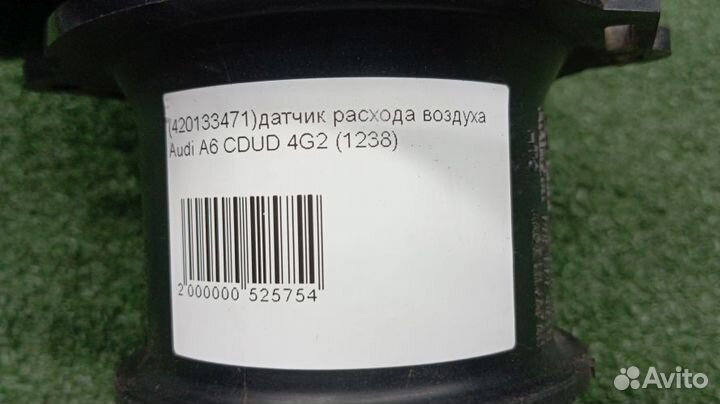 (420133471)датчик расхода воздуха
Audi A6 CDUD 4G2 (1238)
2 000000 525754
Avito